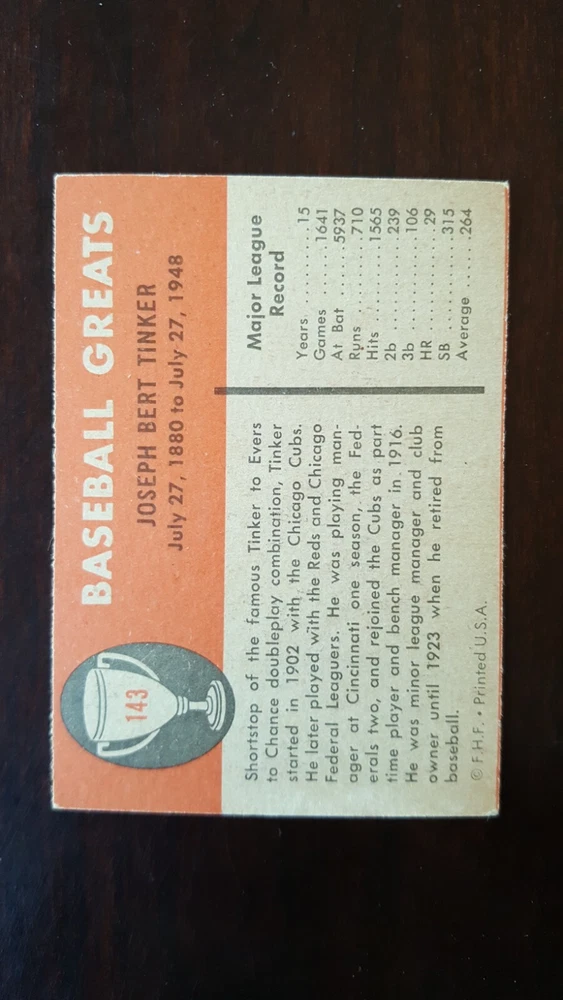 143
BASEBALL GREATS
JOSEPH BERT TINKER
July 27, 1880 to July 27, 1948
Shortstop of the famous Tinker to Evers
to Chance doubleplay combination, Tinker
started in 1902 with the Chicago Cubs.
He later played with the Reds and Chicago
Federal Leaguers. He was playing man-
ager at Cincinnati one season, the Fed-
erals two, and rejoined the Cubs as part
time player and bench manager in 1916.
He was minor league manager and club
owner until 1923 when he retired from
baseball.
© F.H.F. • Printed U.S.A.
Major League
Record
Years .......... 15
Games ......1641
At Bat ......5937
Runs ........710
Hits ........1565
2b ..........239
3b ..........106
HR .......... 29
SB ..........315
Average ......264